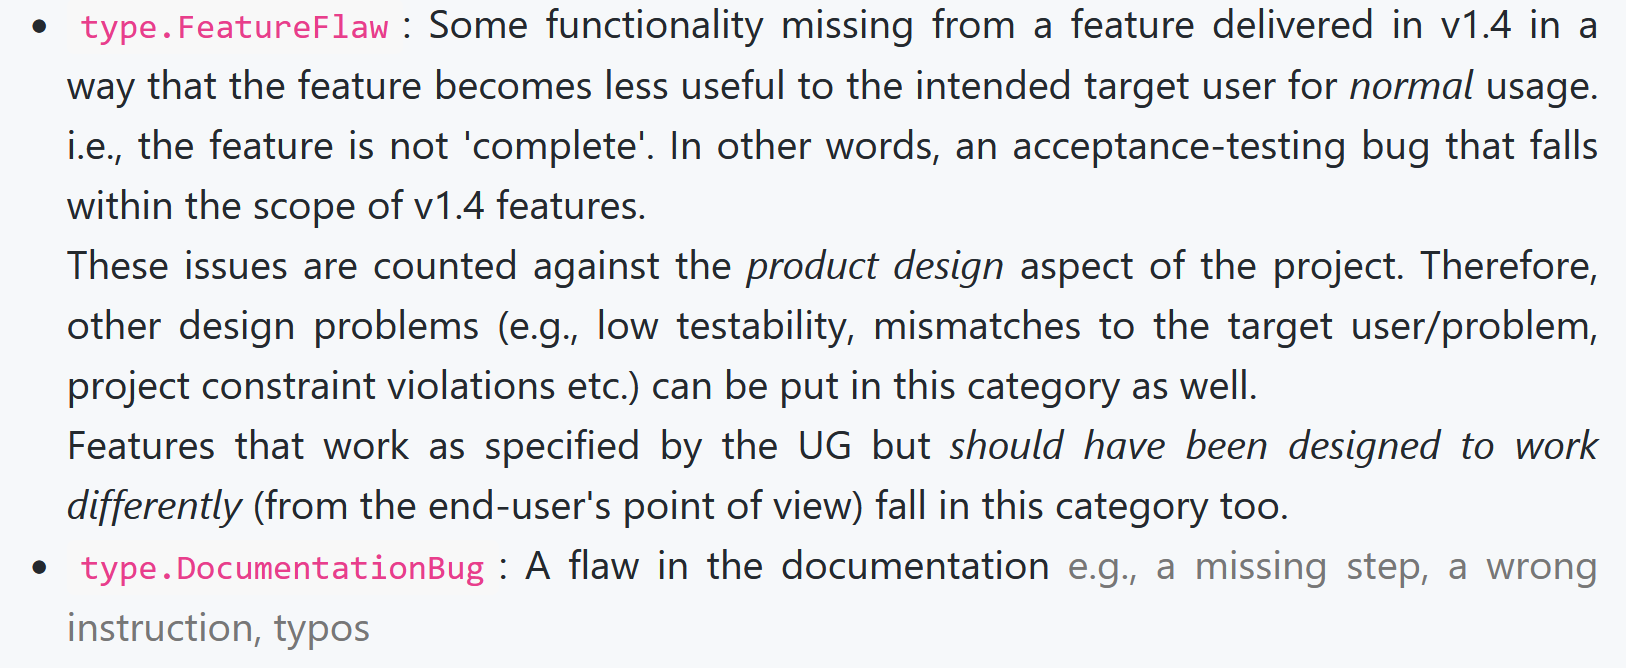 • type.FeatureFlaw : Some functionality missing from a feature delivered in v1.4 in a
way that the feature becomes less useful to the intended target user for normal usage.
i.e., the feature is not 'complete'. In other words, an acceptance-testing bug that falls
within the scope of v1.4 features.
These issues are counted against the product design aspect of the project. Therefore,
other design problems (e.g., low testability, mismatches to the target user/problem,
project constraint violations etc.) can be put in this category as well.
Features that work as specified by the UG but should have been designed to work
differently (from the end-user's point of view) fall in this category too.
• type.DocumentationBug : A flaw in the documentation e.g., a missing step, a wrong
instruction, typos